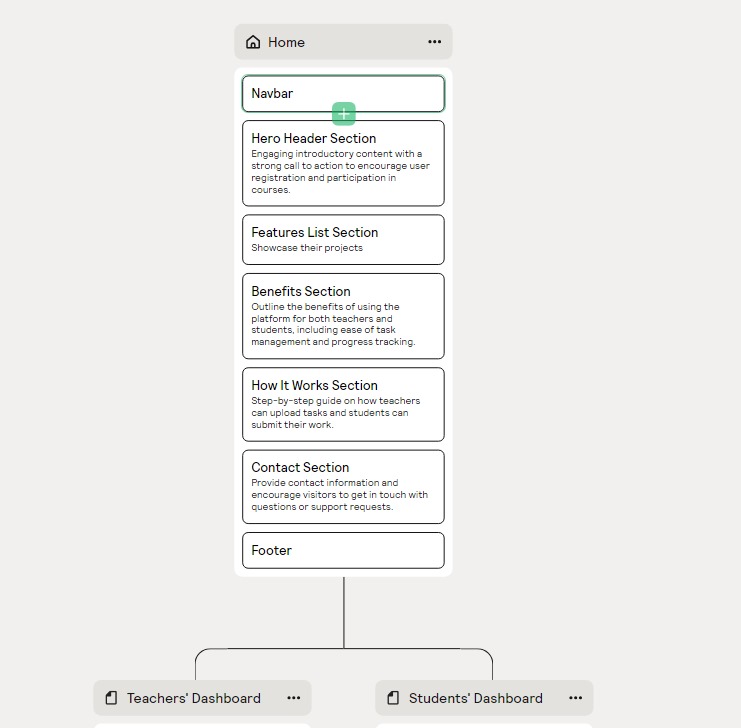 Home
Navbar
Hero Header Section
Engaging introductory content with a
strong call to action to encourage user
registration and participation in
courses.
Features List Section
Showcase their projects
Benefits Section
Outline the benefits of using the
platform for both teachers and
students, including ease of task
management and progress tracking.
How It Works Section
Step-by-step guide on how teachers
can upload tasks and students can
submit their work.
Contact Section
Provide contact information and
encourage visitors to get in touch with
questions or support requests.
Footer
Teachers' Dashboard
Students' Dashboard